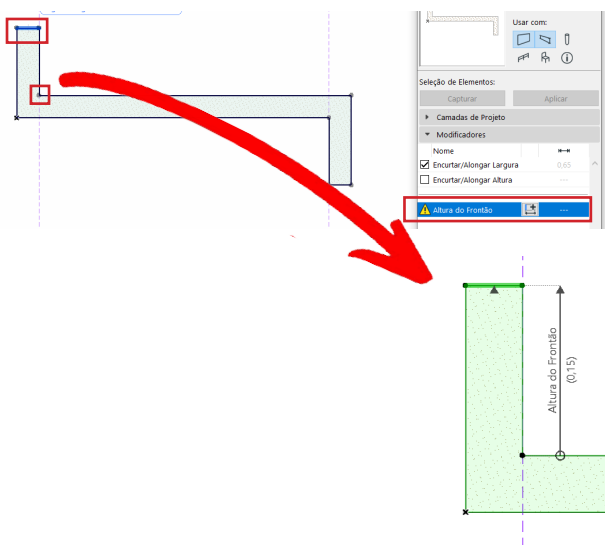 Usar com:
Seleção de Elementos:
Capturar
Aplicar
Camadas de Projeto
Modificadores
Nome
Encurtar/Alongar Largura
0,65
Encurtar/Alongar Altura
---
Altura do Frontão
---
Altura do Frontão
(0,15)